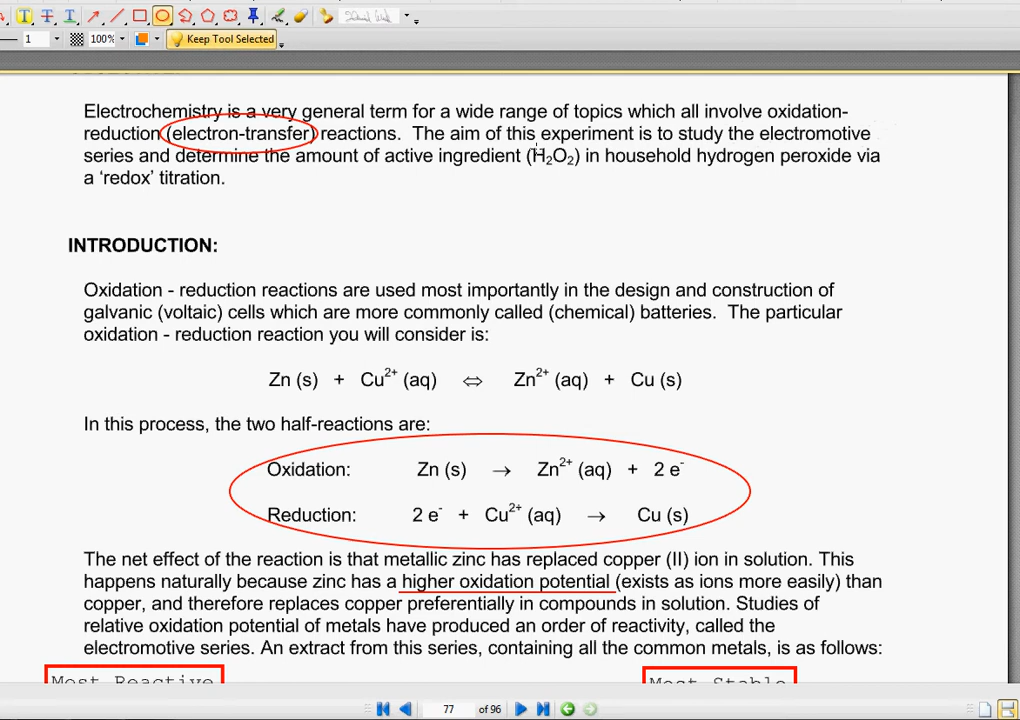 1 100% Keep Tool Selected
Electrochemistry is a very general term for a wide range of topics which all involve oxidation-
reduction (electron-transfer) reactions. The aim of this experiment is to study the electromotive
series and determine the amount of active ingredient (H₂O₂) in household hydrogen peroxide via
a ‘redox’ titration.
INTRODUCTION:
Oxidation - reduction reactions are used most importantly in the design and construction of
galvanic (voltaic) cells which are more commonly called (chemical) batteries. The particular
oxidation - reduction reaction you will consider is:
Zn (s) + Cu²⁺ (aq) ⇔ Zn²⁺ (aq) + Cu (s)
In this process, the two half-reactions are:
Oxidation: Zn (s) → Zn²⁺ (aq) + 2 e⁻
Reduction: 2 e⁻ + Cu²⁺ (aq) → Cu (s)
The net effect of the reaction is that metallic zinc has replaced copper (II) ion in solution. This
happens naturally because zinc has a higher oxidation potential (exists as ions more easily) than
copper, and therefore replaces copper preferentially in compounds in solution. Studies of
relative oxidation potential of metals have produced an order of reactivity, called the
electromotive series. An extract from this series, containing all the common metals, is as follows:
Most Reactive Most Stable
77 of 96